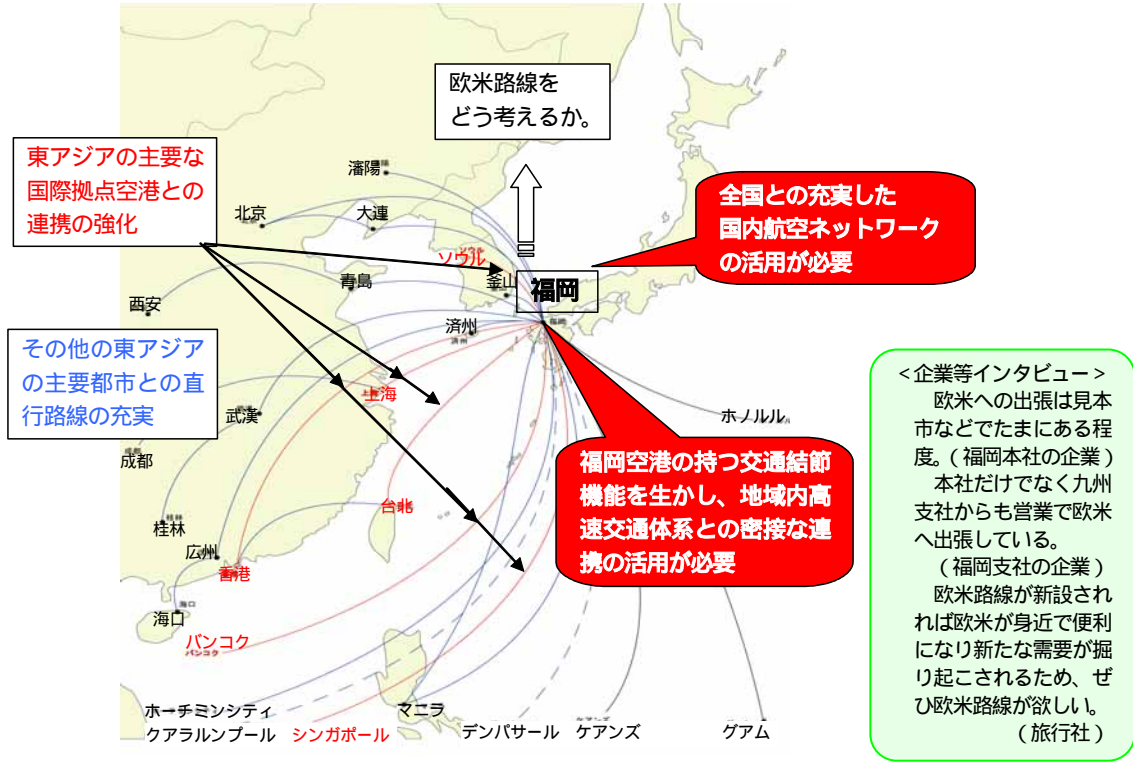 欧米路線を
どう考えるか。
東アジアの主要な
国際拠点空港との
連携の強化
全国との充実した
国内航空ネットワーク
の活用が必要
瀋陽
北京
大連
ソウル
釜山
福岡
福岡
青島
西安
済州
済州
その他の東アジア
の主要都市との直
行路線の充実
上海
武漢
成都
ホノルル
福岡空港の持つ交通結節
機能を生かし、地域内高
速交通体系との密接な連
携の活用が必要
台北
桂林
桂林
広州
香港
海口
海口
バンコク
バンコク
ホーチミンシティ
マニラ
クアラルンプール
シンガポール
デンパサール
ケアンズ
ケアンズ
グアム
<企業等インタビュー>
欧米への出張は見本
市などでたまにある程
度。(福岡本社の企業)
本社だけでなく九州
支社からも営業で欧米
へ出張している。
(福岡支社の企業)
欧米路線が新設され
れば欧米が身近で便利
になり新たな需要が掘
り起こされるため、ぜ
ひ欧米路線が欲しい。
(旅行社)